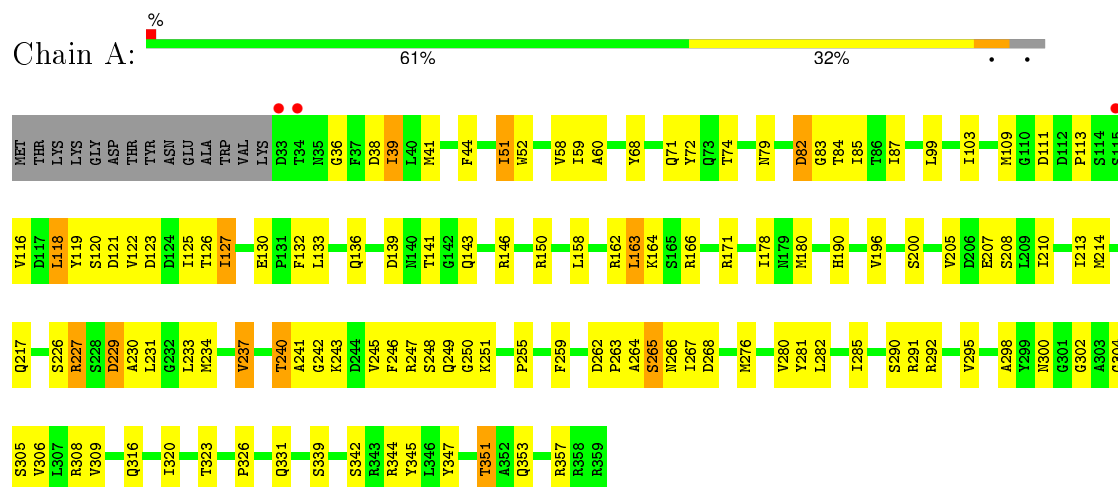 %
Chain A:
61% 32% • •
MET THR LYS LYS GLY ASP THR TYR ASN GLU ALA TRP VAL LYS D33 T34 N35 G36 F37 D38 I39 L40 M41 F44 I51 W52 V58 I59 A60 Y68 Q71 Y72 Q73 T74 N79 D82 G83 T84 I85 T86 I87 L99 I103 M109 G110 D111 D112 P113 S114 S115
V116 D117 L118 Y119 S120 D121 V122 D123 D124 I125 T126 I127 E130 P131 F132 L133 Q136 D139 N140 T141 G142 Q143 R146 R150 L158 R162 L163 K164 S165 R166 R171 I178 N179 M180 H190 V196 S200 V205 D206 E207 S208 L209 I210 I213 M214
Q217 S226 R227 S228 D229 A230 L231 G232 L233 M234 V237 T240 A241 G242 K243 D244 V245 F246 R247 S248 Q249 G250 K251 P255 F259 D262 P263 A264 S265 N266 I267 D268 M276 V280 Y281 L282 I285 S290 R291 R292 V295 A298 Y299 N300 G301 G302 A303 G304
S305 V306 L307 R308 V309 Q316 I320 T323 P326 Q331 S339 S342 R343 R344 Y345 L346 Y347 T351 A352 Q353 R357 R358 R359